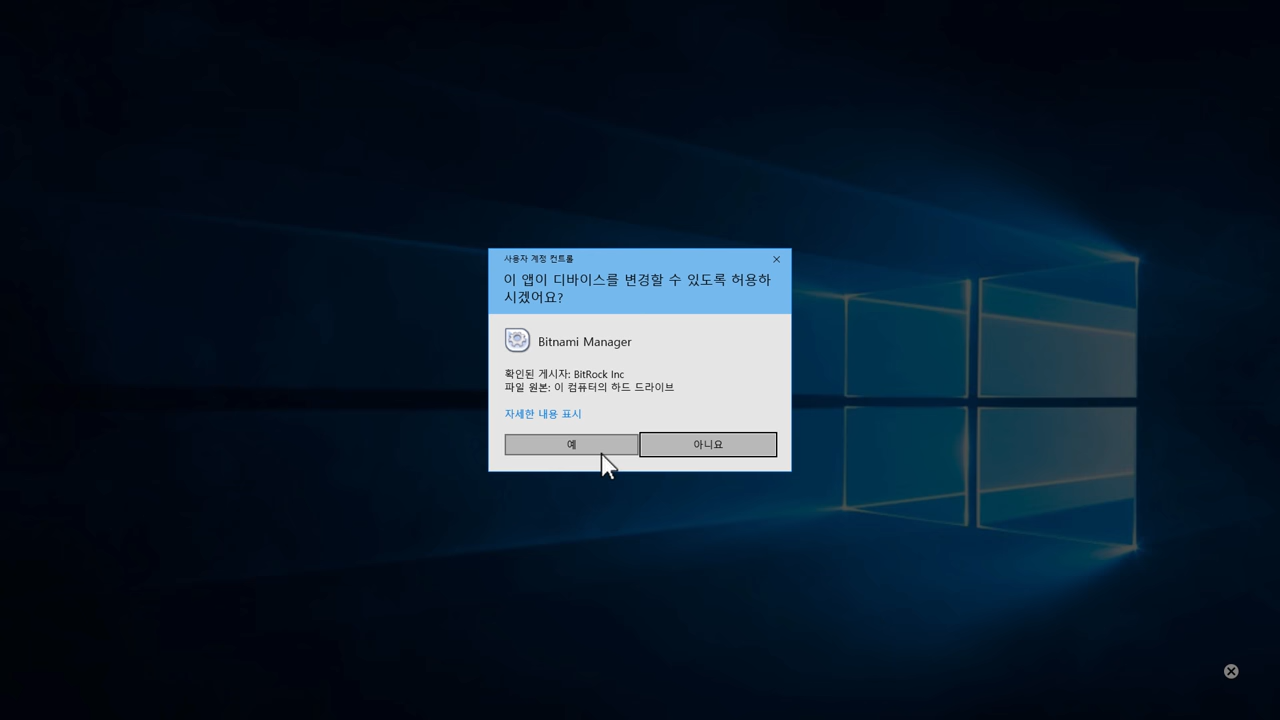 사용자 계정 컨트롤
이 앱이 디바이스를 변경할 수 있도록 허용하
시겠어요?
Bitnami Manager
확인된 게시자: BitRock Inc
파일 원본: 이 컴퓨터의 하드 드라이브
자세한 내용 표시
예
아니요